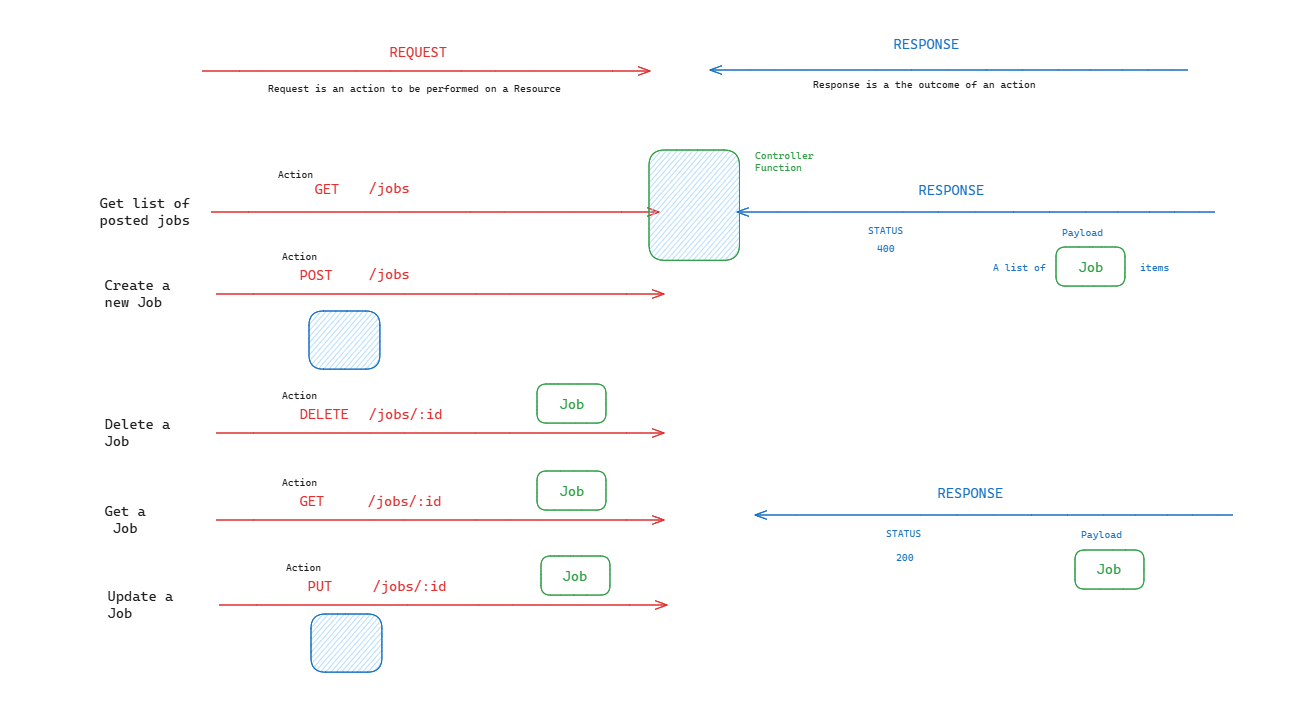 REQUEST
Request is an action to be performed on a Resource
RESPONSE
Response is a the outcome of an action
Get list of
posted jobs
Action
GET /jobs
Controller
Function
RESPONSE
STATUS
400
Payload
A list of Job items
Create a
new Job
Action
POST /jobs
Delete a
Job
Action
DELETE /jobs/:id
Job
Get a
Job
Action
GET /jobs/:id
Job
RESPONSE
STATUS
200
Payload
Job
Update a
Job
Action
PUT /jobs/:id
Job